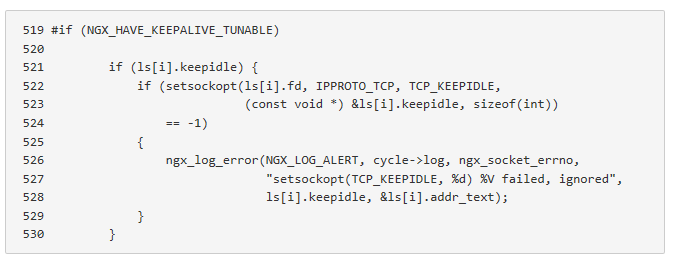 519 #if (NGX_HAVE_KEEPALIVE_TUNABLE)
520
521         if (ls[i].keepidle) {
522             if (setsockopt(ls[i].fd, IPPROTO_TCP, TCP_KEEPIDLE,
523                            (const void *) &ls[i].keepidle, sizeof(int))
524                 == -1)
525             {
526                 ngx_log_error(NGX_LOG_ALERT, cycle->log, ngx_socket_errno,
527                               "setsockopt(TCP_KEEPIDLE, %d) %V failed, ignored",
528                               ls[i].keepidle, &ls[i].addr_text);
529             }
530         }